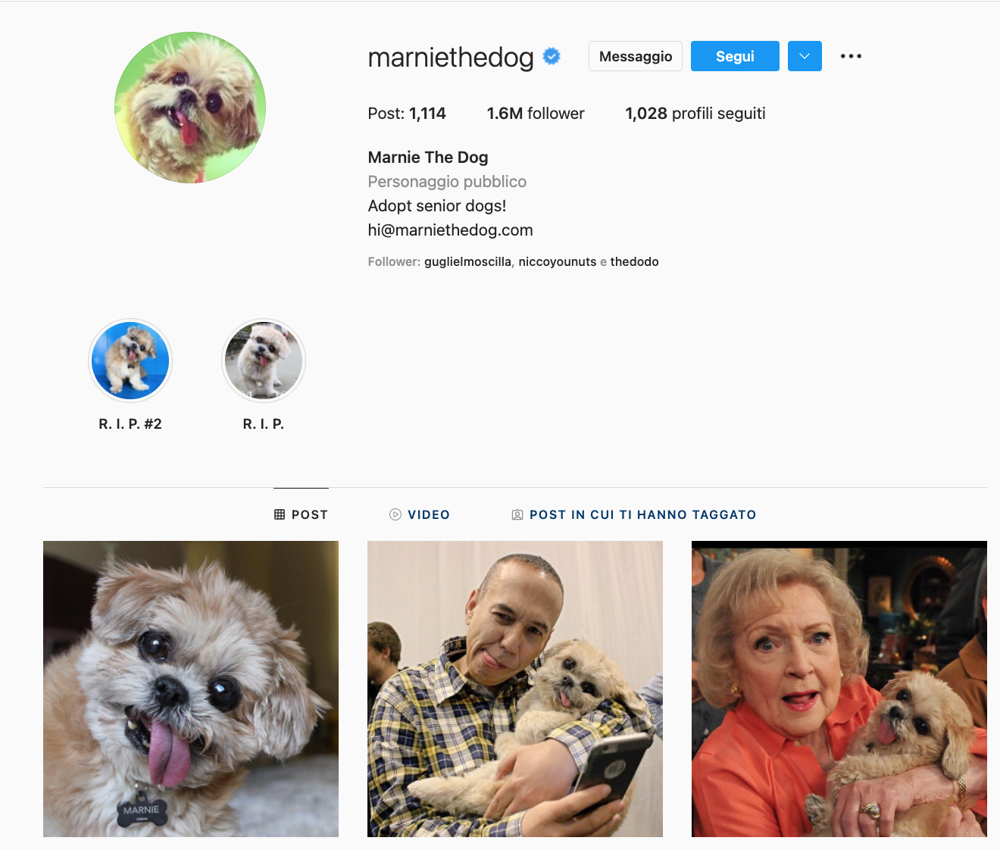 marniethedog
Messaggio
Segui
Post: 1,114
1.6M follower
1,028 profili seguiti
Marnie The Dog
Personaggio pubblico
Adopt senior dogs!
hi@marniethedog.com
Follower: guglielmoscilla, niccoyounuts e thedodo
R. I. P. #2
R. I. P.
POST
VIDEO
POST IN CUI TI HANNO TAGGATO
MARNIE